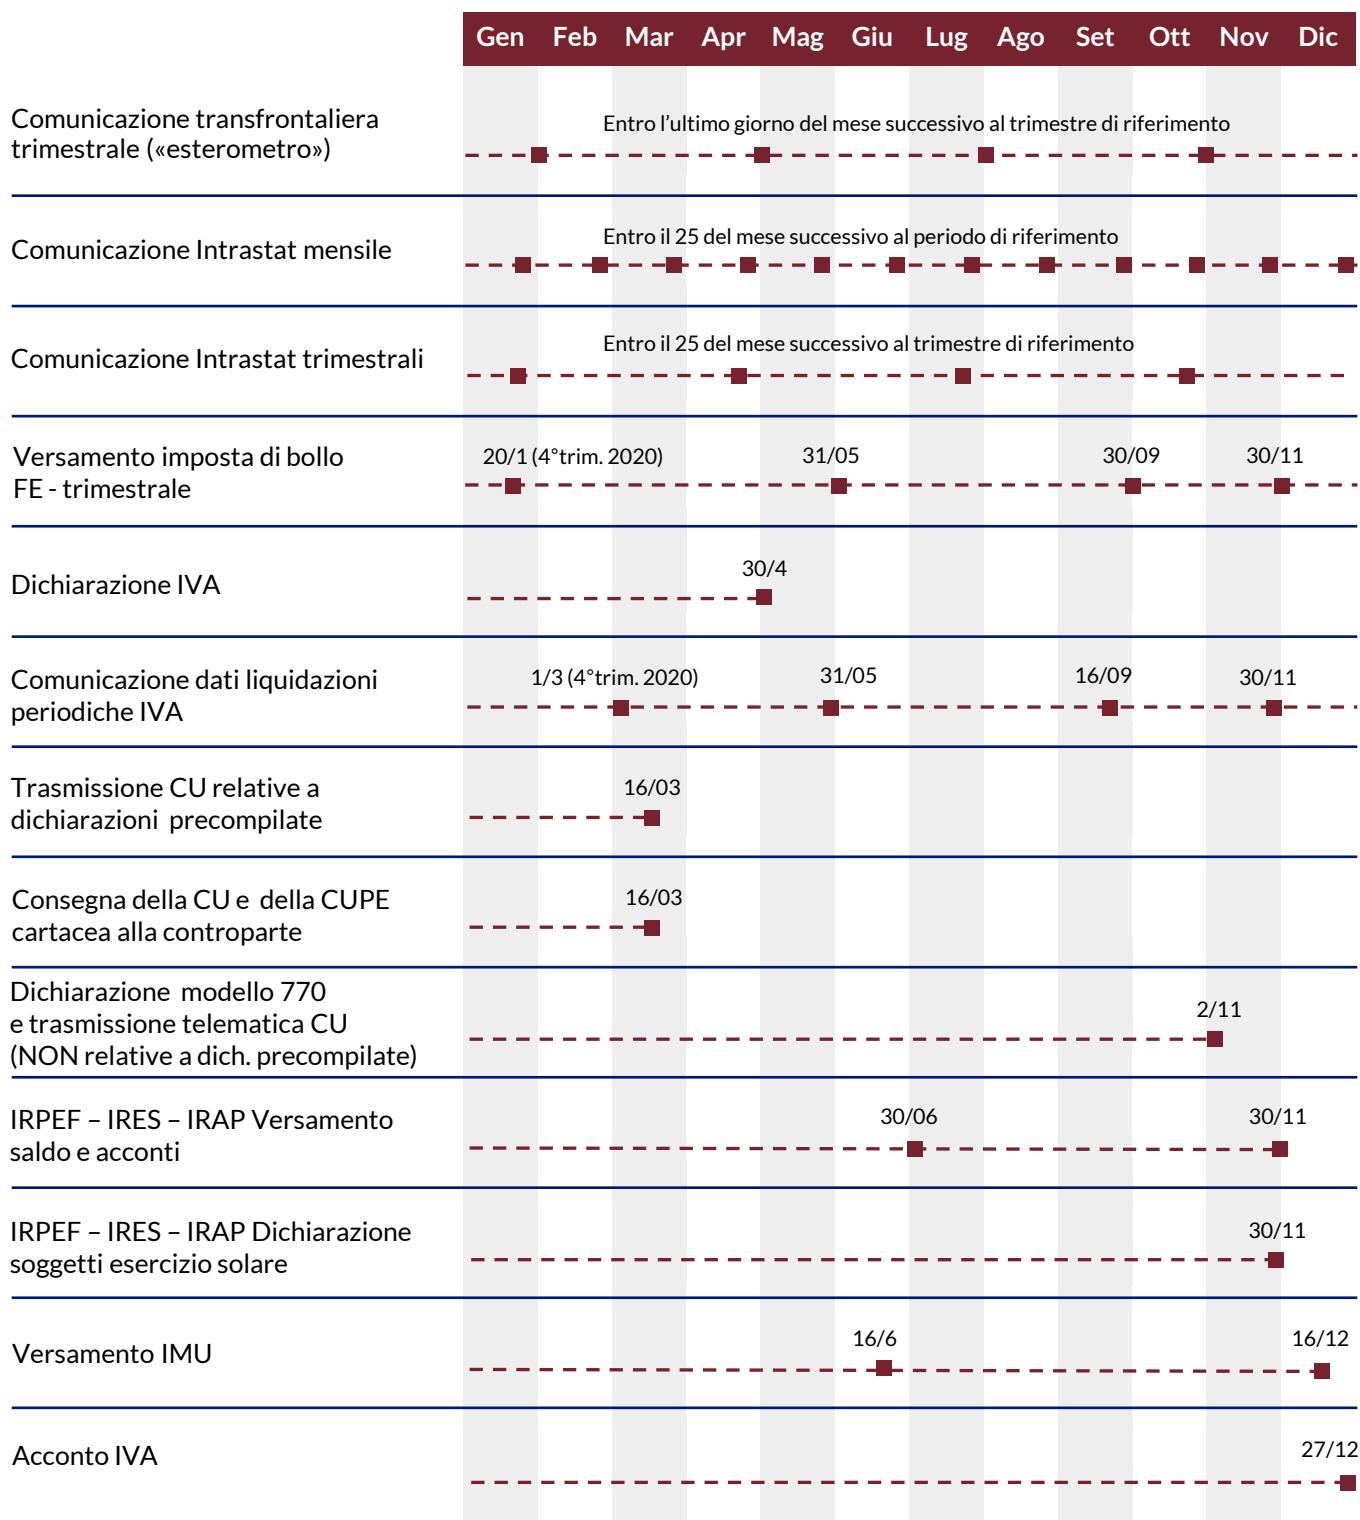 Gen Feb Mar Apr Mag Giu Lug Ago Set Ott Nov Dic
Comunicazione transfrontaliera
trimestrale («esterometro»)
Entro l'ultimo giorno del mese successivo al trimestre di riferimento
Comunicazione Intrastat mensile
Entro il 25 del mese successivo al periodo di riferimento
Comunicazione Intrastat trimestrali
Entro il 25 del mese successivo al trimestre di riferimento
Versamento imposta di bollo
FE - trimestrale
20/1 (4°trim. 2020) 31/05 30/09 30/11
Dichiarazione IVA
30/4
Comunicazione dati liquidazioni
periodiche IVA
1/3 (4°trim. 2020) 31/05 16/09 30/11
Trasmissione CU relative a
dichiarazioni precompilate
16/03
Consegna della CU e della CUPE
cartacea alla controparte
16/03
Dichiarazione modello 770
e trasmissione telematica CU
(NON relative a dich. precompilate)
2/11
IRPEF – IRES – IRAP Versamento
saldo e acconti
30/06 30/11
IRPEF – IRES – IRAP Dichiarazione
soggetti esercizio solare
30/11
Versamento IMU
16/6 16/12
Acconto IVA
27/12